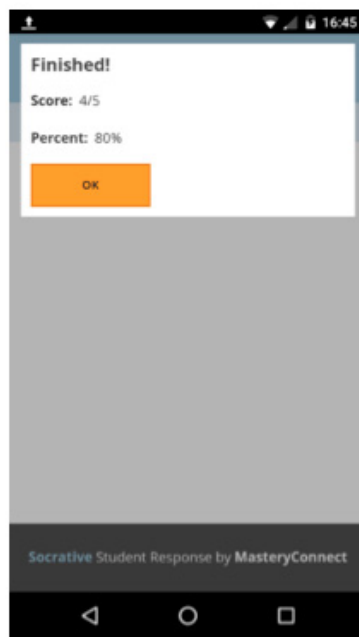 16:45
Finished!
Score: 4/5
Percent: 80%
OK
Socrative Student Response by MasteryConnect